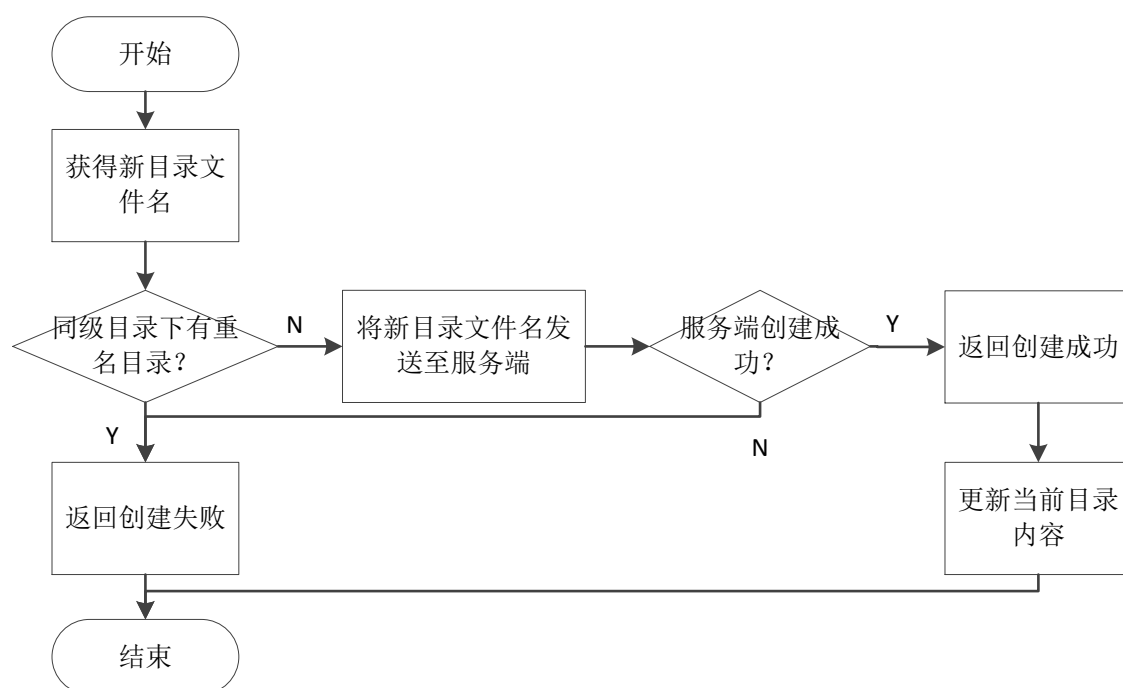 开始
获得新目录文
件名
同级目录下有重
名目录？
N
将新目录文件名发
送至服务端
服务端创建成
功？
Y
返回创建成功
Y
N
返回创建失败
更新当前目录
内容
结束